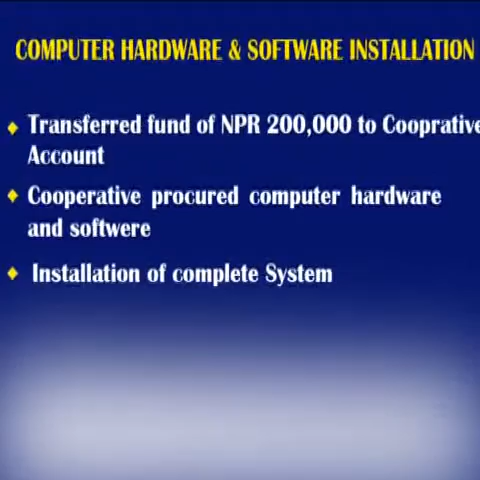 COMPUTER HARDWARE & SOFTWARE INSTALLATION
Transferred fund of NPR 200,000 to Cooprative
Account
Cooperative procured computer hardware
and softwere
Installation of complete System